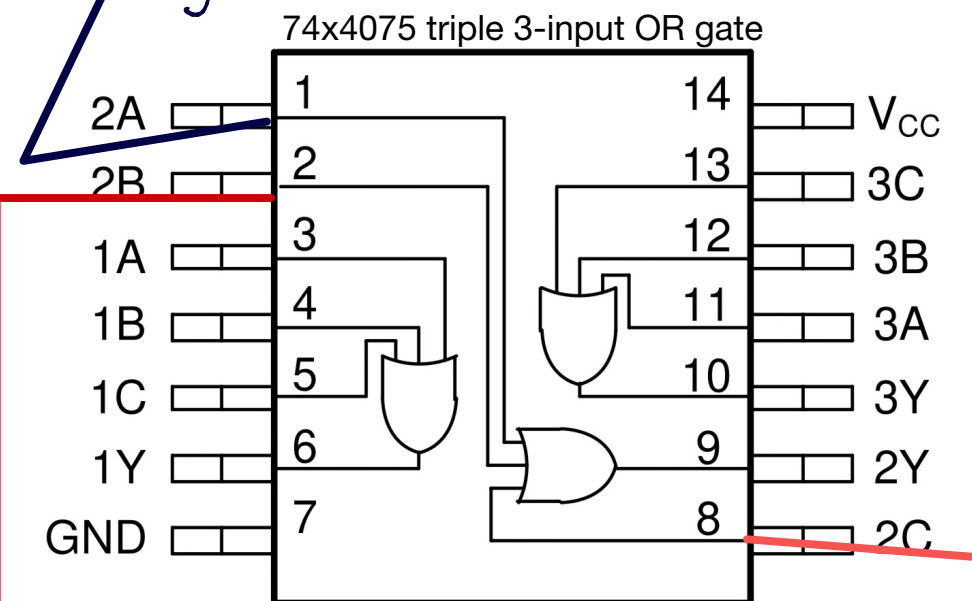 74x4075 triple 3-input OR gate
2A 1 14 VCC
2B 2 13 3C
1A 3 12 3B
1B 4 11 3A
1C 5 10 3Y
1Y 6 9 2Y
GND 7 8 2C